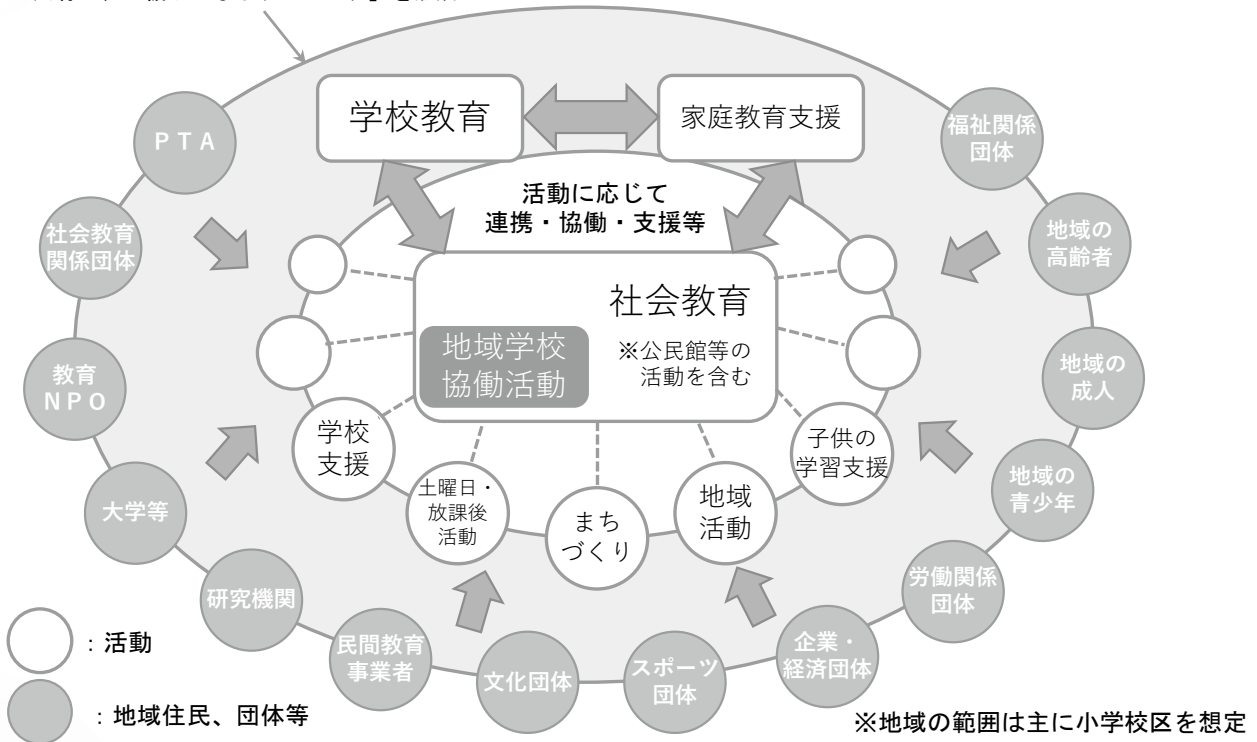 学校教育
家庭教育支援
活動に応じて
連携・協働・支援等
社会教育
※公民館等の
活動を含む
地域学校
協働活動
学校
支援
土曜日・
放課後
活動
まち
づくり
地域
活動
子供の
学習支援
ＰＴＡ
社会教育
関係団体
教育
ＮＰＯ
大学等
研究機関
民間教育
事業者
文化団体
スポーツ
団体
企業・
経済団体
労働関係
団体
地域の
青少年
地域の
成人
地域の
高齢者
福祉関係
団体
：活動
：地域住民、団体等
※地域の範囲は主に小学校区を想定